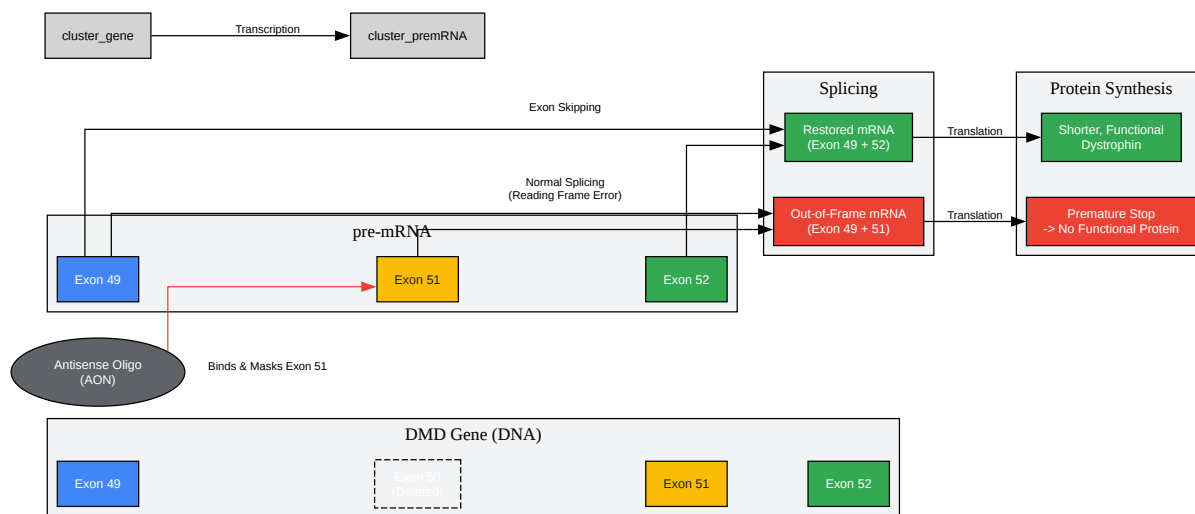 cluster_gene
Transcription
cluster_premRNA
Splicing
Protein Synthesis
Exon Skipping
Restored mRNA
(Exon 49 + 52)
Translation
Shorter, Functional
Dystrophin
Normal Splicing
(Reading Frame Error)
Out-of-Frame mRNA
(Exon 49 + 51)
Translation
Premature Stop
-> No Functional Protein
pre-mRNA
Exon 49
Exon 51
Exon 52
Antisense Oligo
(AON)
Binds & Masks Exon 51
DMD Gene (DNA)
Exon 49
Exon 50
(Deleted)
Exon 51
Exon 52